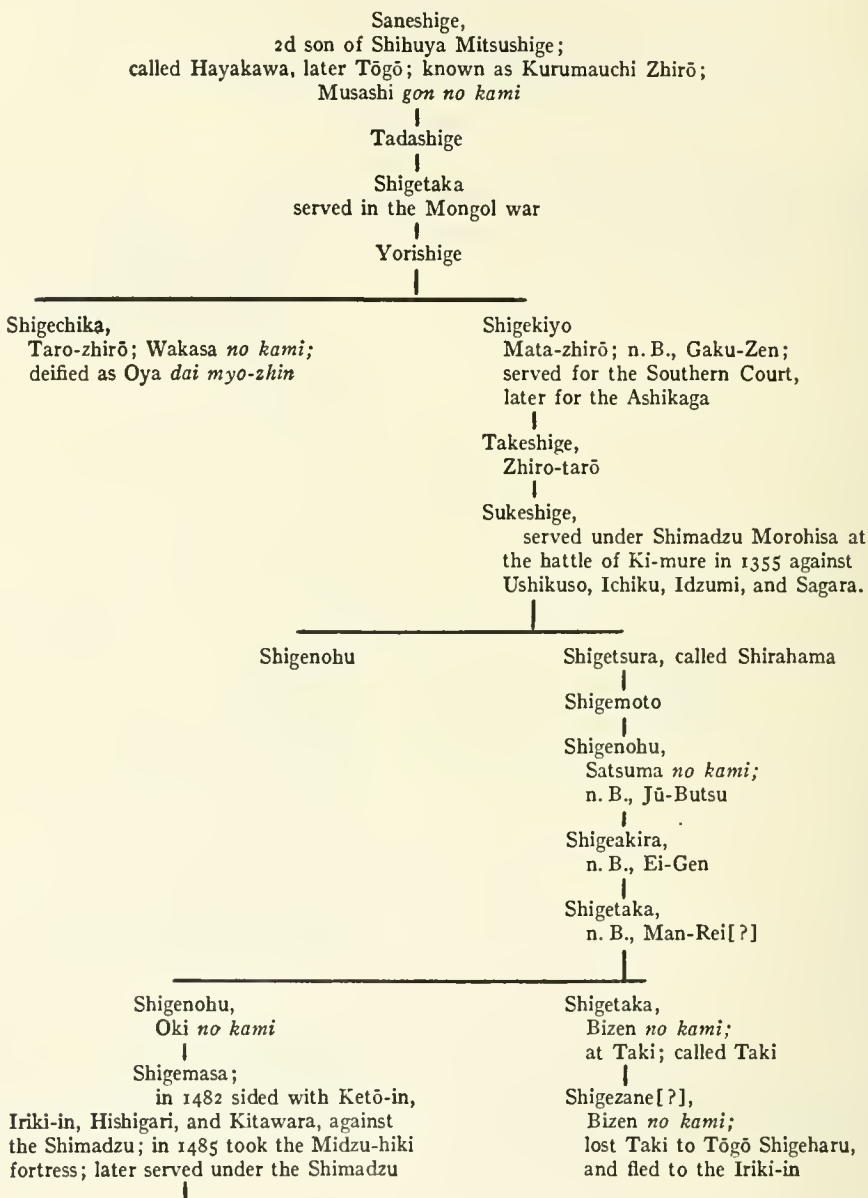 Saneshige,
2d son of Shihuya Mitsushige;
called Hayakawa, later Tōgō; known as Kurumauchi Zhirō;
Musashi gon no kami
Tadashige
Shigetaka
served in the Mongol war
Yorishige
Shigechika,
Taro-zhirō; Wakasa no kami;
deified as Oya dai myo-zhin
Shigekiyo
Mata-zhirō; n. B., Gaku-Zen;
served for the Southern Court,
later for the Ashikaga
Takeshige,
Zhiro-tarō
Sukeshige,
served under Shimadzu Morohisa at
the hattle of Ki-mure in 1355 against
Ushikuso, Ichiku, Idzumi, and Sagara.
Shigenohu
Shigetsura, called Shirahama
Shigemoto
Shigenohu,
Satsuma no kami;
n. B., Jū-Butsu
Shigeakira,
n. B., Ei-Gen
Shigetaka,
n. B., Man-Rei[?]
Shigenohu,
Oki no kami
Shigemasa;
in 1482 sided with Ketō-in,
Iriki-in, Hishigari, and Kitawara, against
the Shimadzu; in 1485 took the Midzu-hiki
fortress; later served under the Shimadzu
Shigetaka,
Bizen no kami;
at Taki; called Taki
Shigezane[?],
Bizen no kami;
lost Taki to Tōgō Shigeharu,
and fled to the Iriki-in